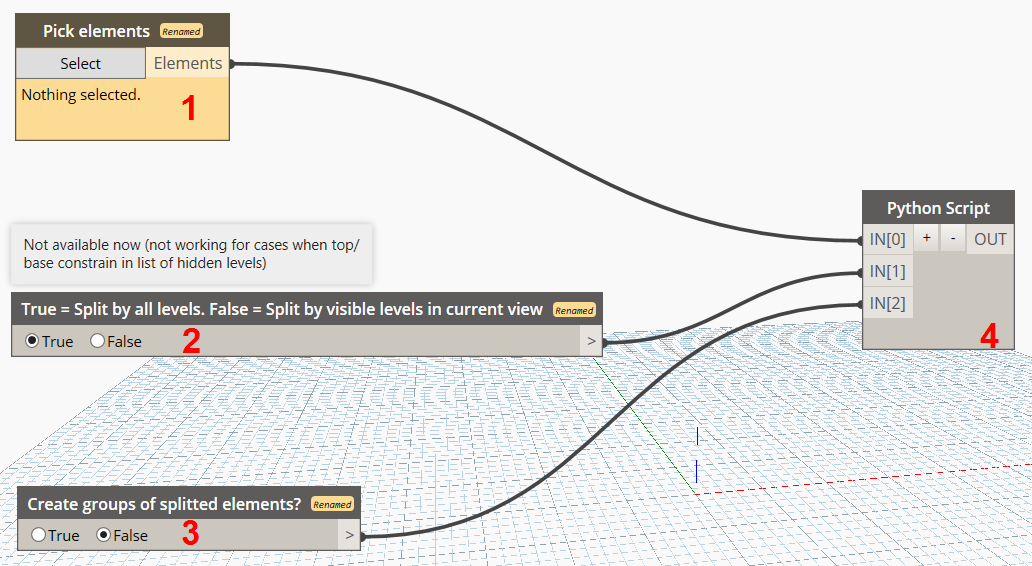 Pick elements Renamed
Select Elements
Nothing selected.
1
Python Script
IN[0] + - OUT
IN[1]
IN[2]
4
Not available now (not working for cases when top/
base constrain in list of hidden levels)
True = Split by all levels. False = Split by visible levels in current view Renamed
True False 2 >
Create groups of splitted elements? Renamed
True False 3 >